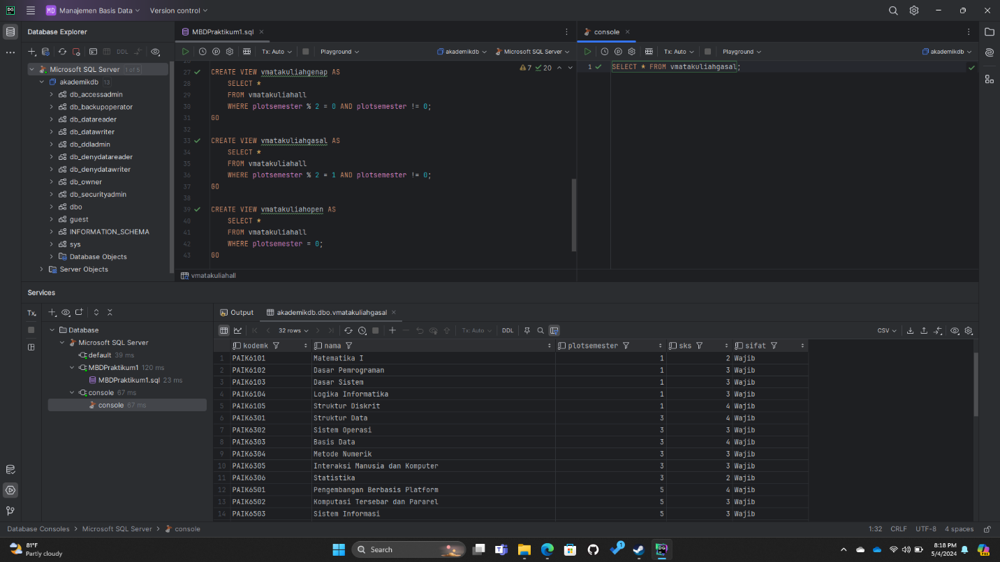 DG
MD Manajemen Basis Data
Version control
Database Explorer
DDL
Microsoft SQL Server 1 of 5
akademikdb 13
db_accessadmin
db_backupoperator
db_datareader
db_datawriter
db_ddladmin
db_denydatareader
db_denydatawriter
db_owner
db_securityadmin
dbo
guest
INFORMATION_SCHEMA
sys
Database Objects
Server Objects
MBDPraktikum1.sql
Tx: Auto
Playground
akademikdb
Microsoft SQL Server
7 20
27 CREATE VIEW vmatakuliahgenap AS
28 SELECT *
29 FROM vmatakuliahall
30 WHERE plotsemester % 2 = 0 AND plotsemester != 0;
31 GO
32
33 CREATE VIEW vmatakuliahgasal AS
34 SELECT *
35 FROM vmatakuliahall
36 WHERE plotsemester % 2 = 1 AND plotsemester != 0;
37 GO
38
39 CREATE VIEW vmatakuliahopen AS
40 SELECT *
41 FROM vmatakuliahall
42 WHERE plotsemester = 0;
43 GO
vmatakuliahall
console
Tx: Auto
Playground
akademikdb
1 SELECT * FROM vmatakuliahgasal;
Services
Tx
Database
Microsoft SQL Server
default 39 ms
MBDPraktikum1 120 ms
MBDPraktikum1.sql 23 ms
console 67 ms
console 67 ms
Output
akademikdb.dbo.vmatakuliahgasal
32 rows
Tx: Auto
DDL
CSV
kodemk nama plotsemester sks sifat
1 PAIK6101 Matematika I 1 2 Wajib
2 PAIK6102 Dasar Pemrograman 1 3 Wajib
3 PAIK6103 Dasar Sistem 1 3 Wajib
4 PAIK6104 Logika Informatika 1 3 Wajib
5 PAIK6105 Struktur Diskrit 1 4 Wajib
6 PAIK6301 Struktur Data 3 4 Wajib
7 PAIK6302 Sistem Operasi 3 3 Wajib
8 PAIK6303 Basis Data 3 4 Wajib
9 PAIK6304 Metode Numerik 3 3 Wajib
10 PAIK6305 Interaksi Manusia dan Komputer 3 3 Wajib
11 PAIK6306 Statistika 3 2 Wajib
12 PAIK6501 Pengembangan Berbasis Platform 5 4 Wajib
13 PAIK6502 Komputasi Tersebar dan Pararel 5 3 Wajib
14 PAIK6503 Sistem Informasi 5 3 Wajib
Database Consoles
Microsoft SQL Server
console
1:32
CRLF
UTF-8
4 spaces
81°F
Partly cloudy
Search
1
DG
8:18 PM
5/4/2024